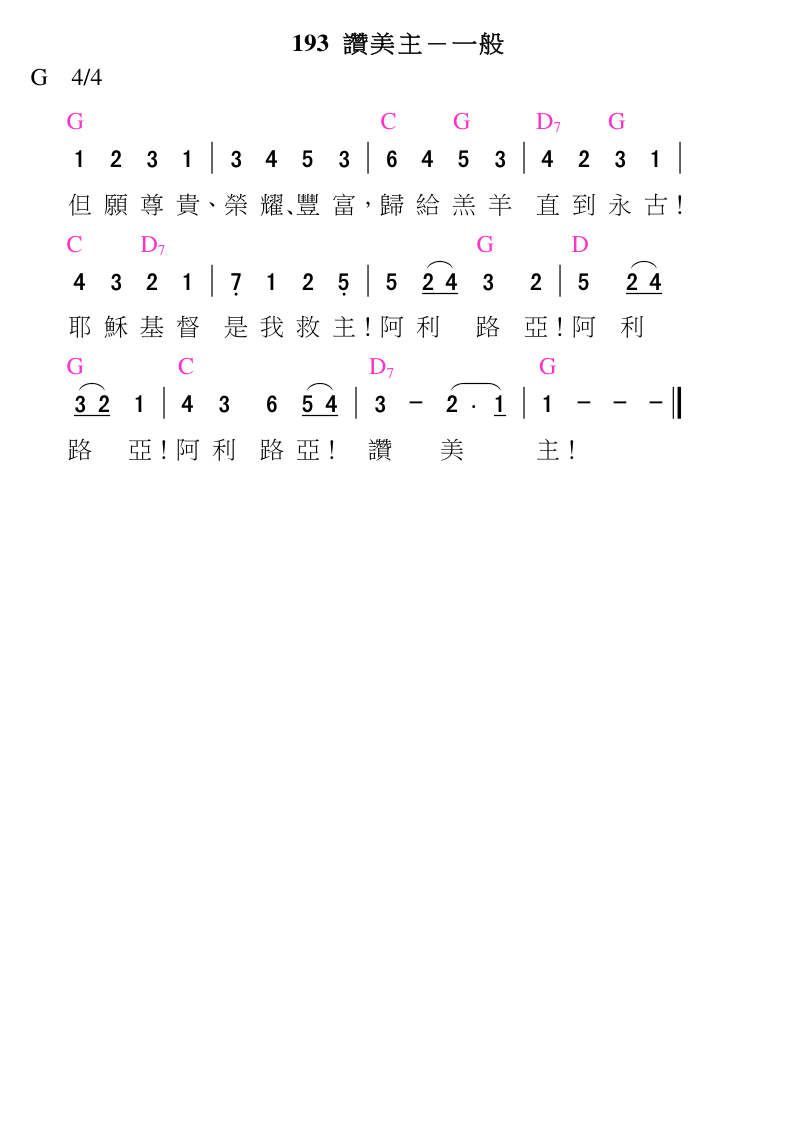 193 讚美主－一般
G 4/4
G C G D7 G
1 2 3 1 | 3 4 5 3 | 6 4 5 3 | 4 2 3 1 |
但願尊貴、榮耀、豐富，歸給羔羊 直到永古！
C D7 G D
4 3 2 1 | 7̣ 1 2 5̣ | 5 2 4 3 2 | 5 2 4
耶穌基督 是我救主！阿利 路 亞！阿 利
G C D7 G
3 2 1 | 4 3 6 5 4 | 3 － 2 · 1 | 1 － － － ‖
路 亞！阿利 路亞！ 讚 美 主！